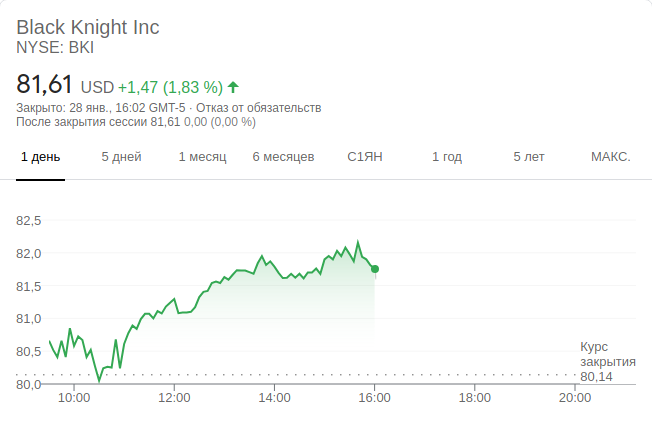 Black Knight Inc
NYSE: BKI
81,61 USD +1,47 (1,83 %)
Закрыто: 28 янв., 16:02 GMT-5 · Отказ от обязательств
После закрытия сессии 81,61 0,00 (0,00 %)
1 день 5 дней 1 месяц 6 месяцев С1ЯН 1 год 5 лет МАКС.
82,5
82,0
81,5
81,0
80,5
80,0
Курс
закрытия
80,14
10:00 12:00 14:00 16:00 18:00 20:00